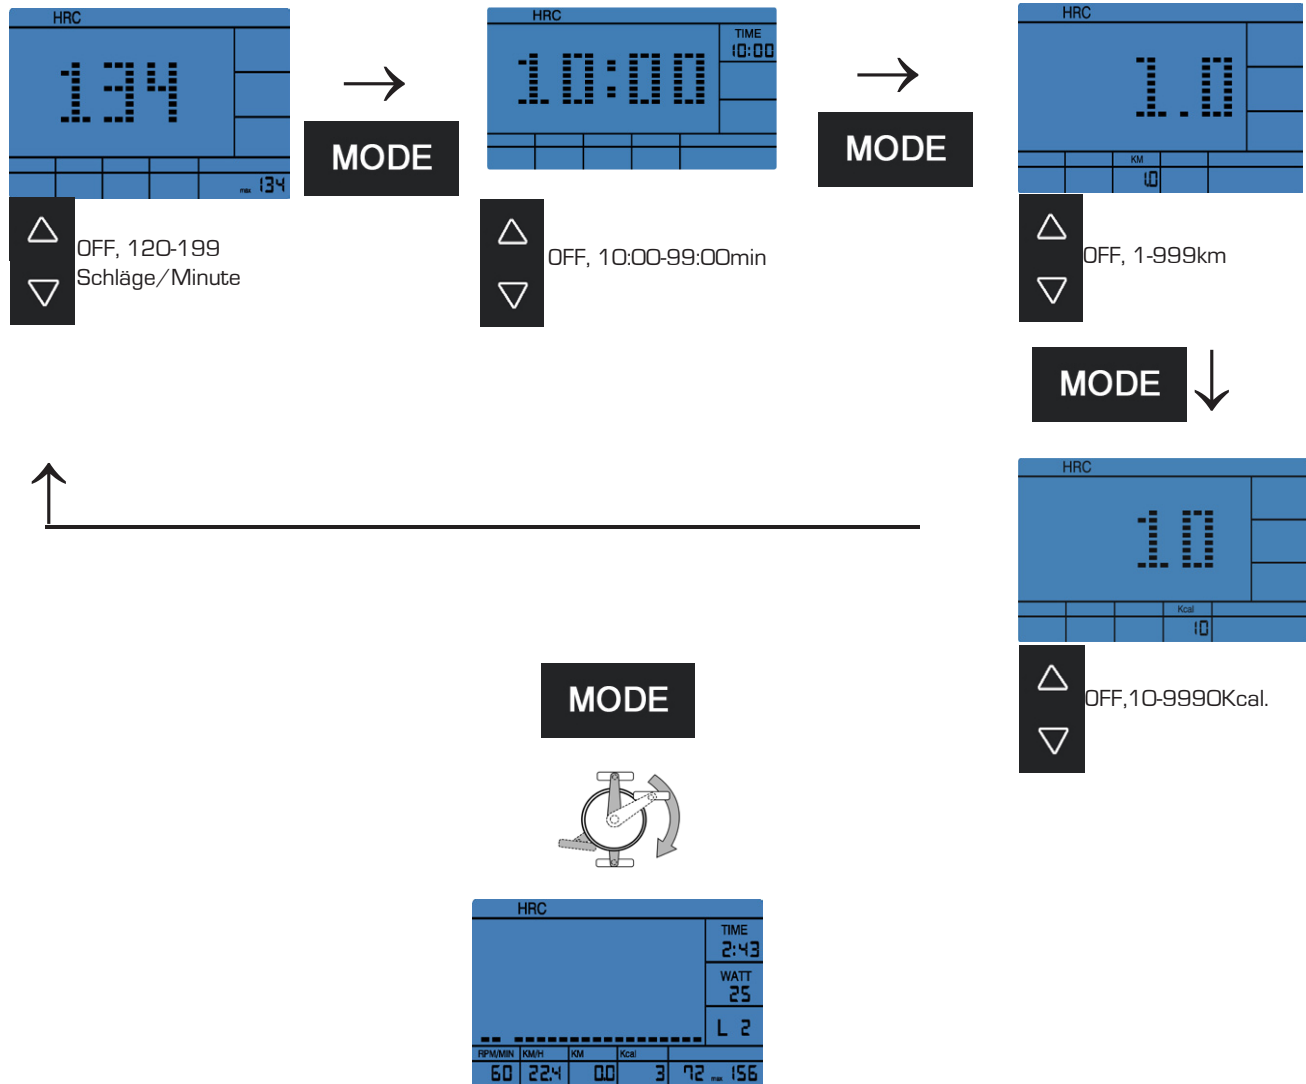 HRC
134
max 134
MODE
HRC
TIME
10:00
10:00
MODE
HRC
1.0
KM
1.0
OFF, 120-199
Schläge/Minute
OFF, 10:00-99:00min
OFF, 1-999km
MODE
HRC
10
Kcal
10
OFF,10-9990Kcal.
MODE
HRC
TIME
2:43
WATT
25
L 2
RPM/MIN KM/H KM Kcal
60 22.4 0.0 3 72 max 156